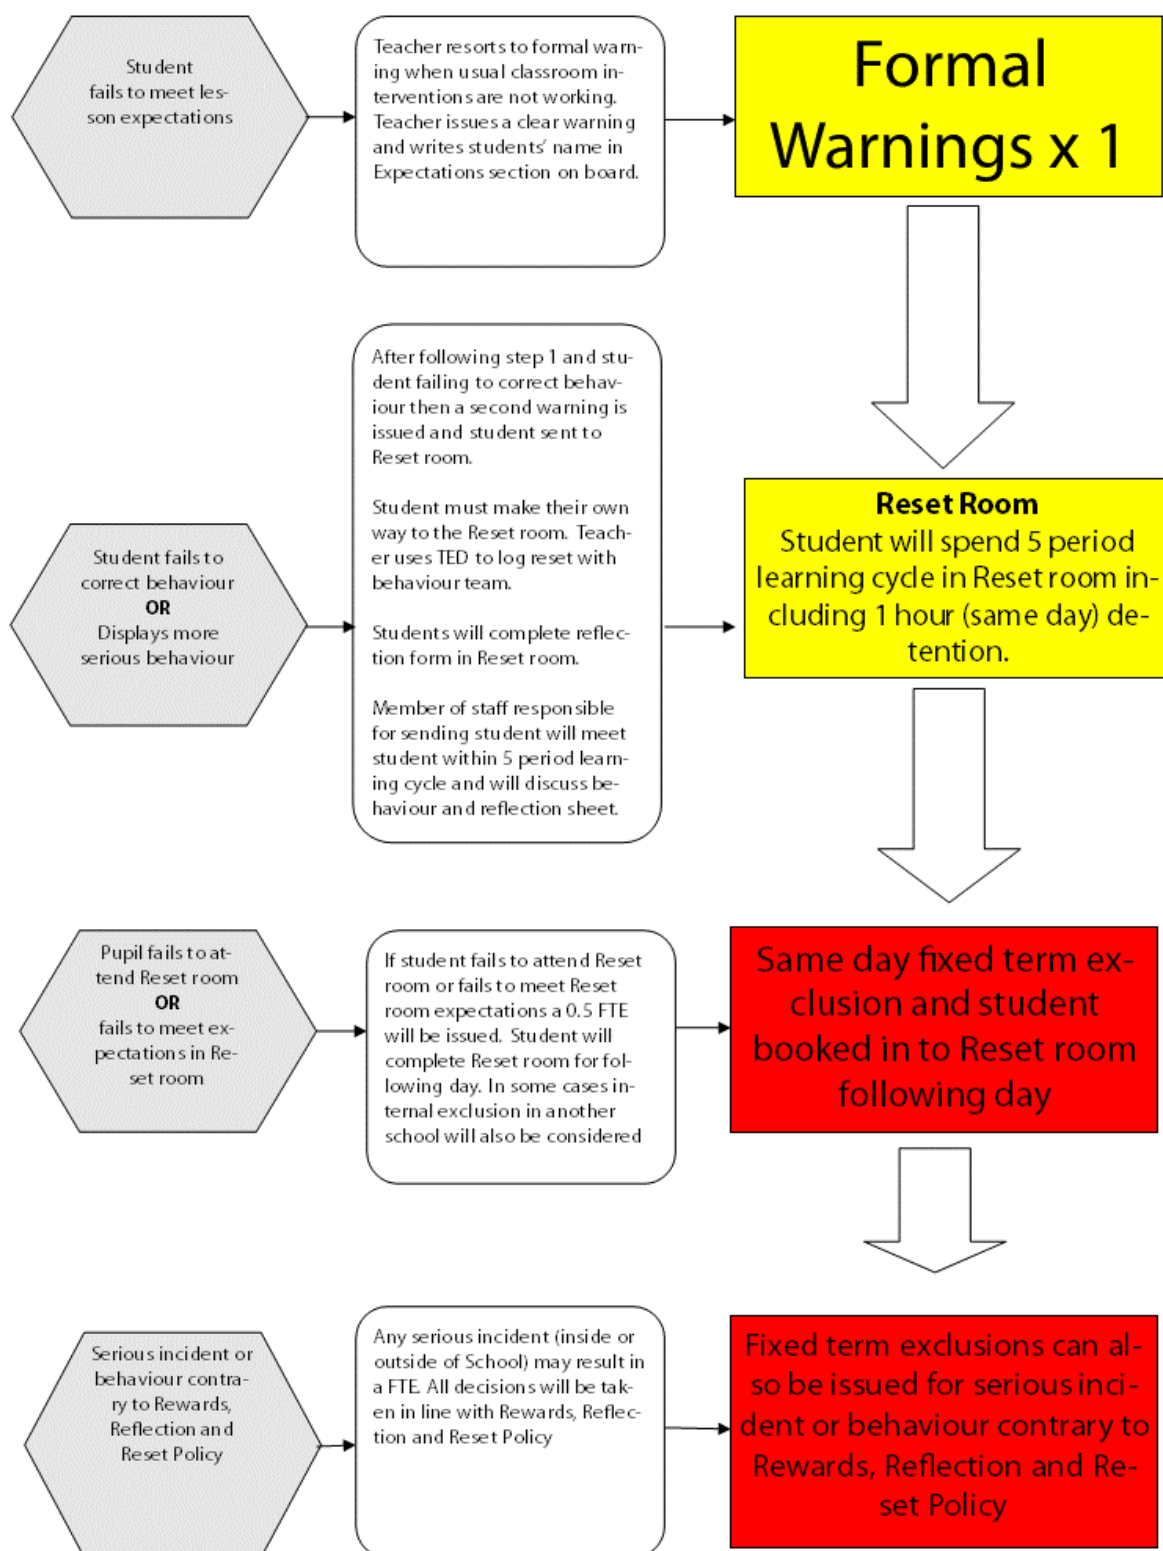 Student
fails to meet les-
son expectations
Teacher resorts to formal warn-
ing when usual classroom in-
terventions are not working.
Teacher issues a clear warning
and writes students' name in
Expectations section on board.
Formal
Warnings x 1
Student fails to
correct behaviour
OR
Displays more
serious behaviour
After following step 1 and stu-
dent failing to correct behav-
iour then a second warning is
issued and student sent to
Reset room.
Student must make their own
way to the Reset room. Teach-
er uses TED to log reset with
behaviour team.
Students will complete reflec-
tion form in Reset room.
Member of staff responsible
for sending student will meet
student within 5 period learn-
ing cycle and will discuss be-
haviour and reflection sheet.
Reset Room
Student will spend 5 period
learning cycle in Reset room in-
cluding 1 hour (same day) de-
tention.
Pupil fails to at-
tend Reset room
OR
fails to meet ex-
pectations in Re-
set room
If student fails to attend Reset
room or fails to meet Reset
room expectations a 0.5 FTE
will be issued. Student will
complete Reset room for fol-
lowing day. In some cases in-
ternal exclusion in another
school will also be considered
Same day fixed term ex-
clusion and student
booked in to Reset room
following day
Serious incident or
behaviour contra-
ry to Rewards,
Reflection and
Reset Policy
Any serious incident (inside or
outside of School) may result in
a FTE. All decisions will be tak-
en in line with Rewards, Reflec-
tion and Reset Policy
Fixed term exclusions can al-
so be issued for serious inci-
dent or behaviour contrary to
Rewards, Reflection and Re-
set Policy